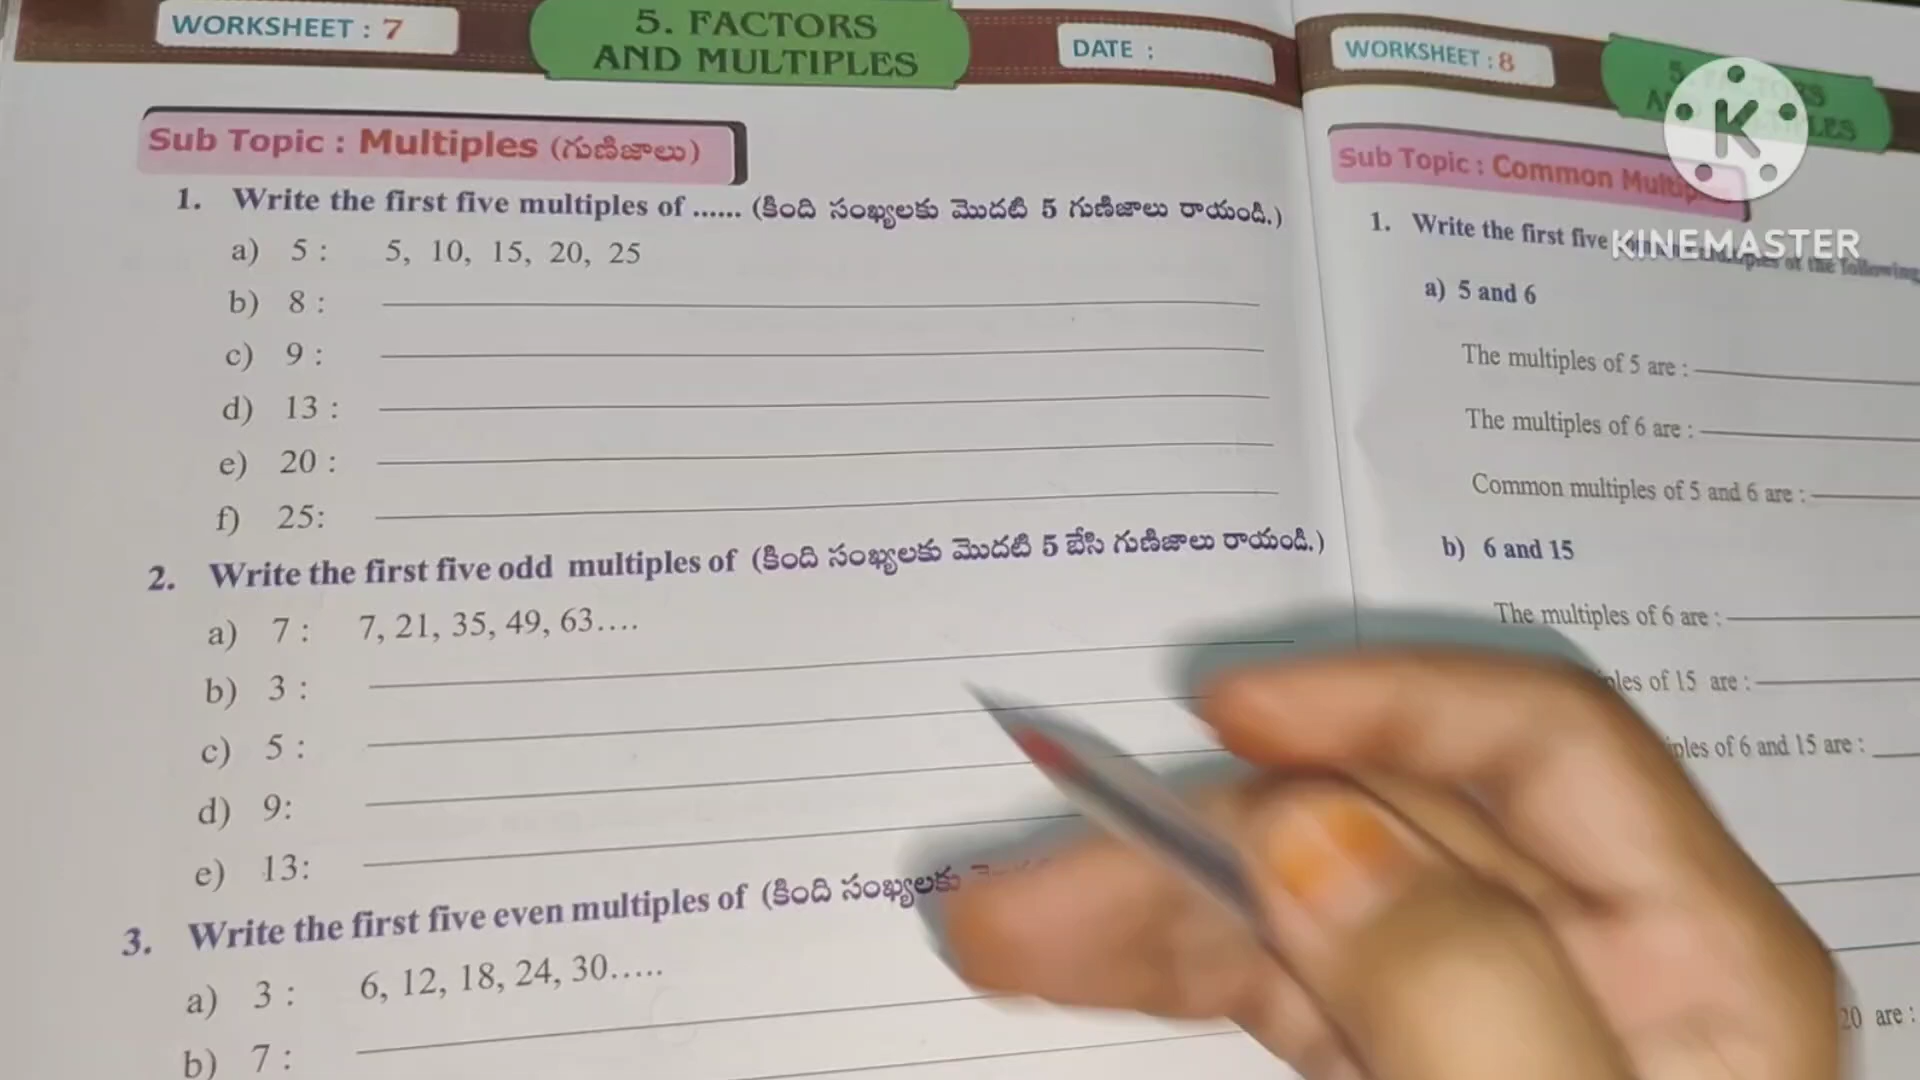 WORKSHEET : 7
5. FACTORS
AND MULTIPLES
DATE :
Sub Topic : Multiples (గుణిజాలు)
1. Write the first five multiples of ...... (కింది సంఖ్యలకు మొదటి 5 గుణిజాలు రాయండి.)
a) 5 : 5, 10, 15, 20, 25
b) 8 :
c) 9 :
d) 13 :
e) 20 :
f) 25:
2. Write the first five odd multiples of (కింది సంఖ్యలకు మొదటి 5 బేసి గుణిజాలు రాయండి.)
a) 7 : 7, 21, 35, 49, 63....
b) 3 :
c) 5 :
d) 9:
e) 13:
3. Write the first five even multiples of (కింది సంఖ్యలకు
a) 3 : 6, 12, 18, 24, 30.....
b) 7 :
WORKSHEET : 8
K
KINEMASTER
Sub Topic : Common
1. Write the first five of the following
a) 5 and 6
The multiples of 5 are :
The multiples of 6 are :
Common multiples of 5 and 6 are :
b) 6 and 15
The multiples of 6 are :
of 15 are :
of 6 and 15 are :
20 are :